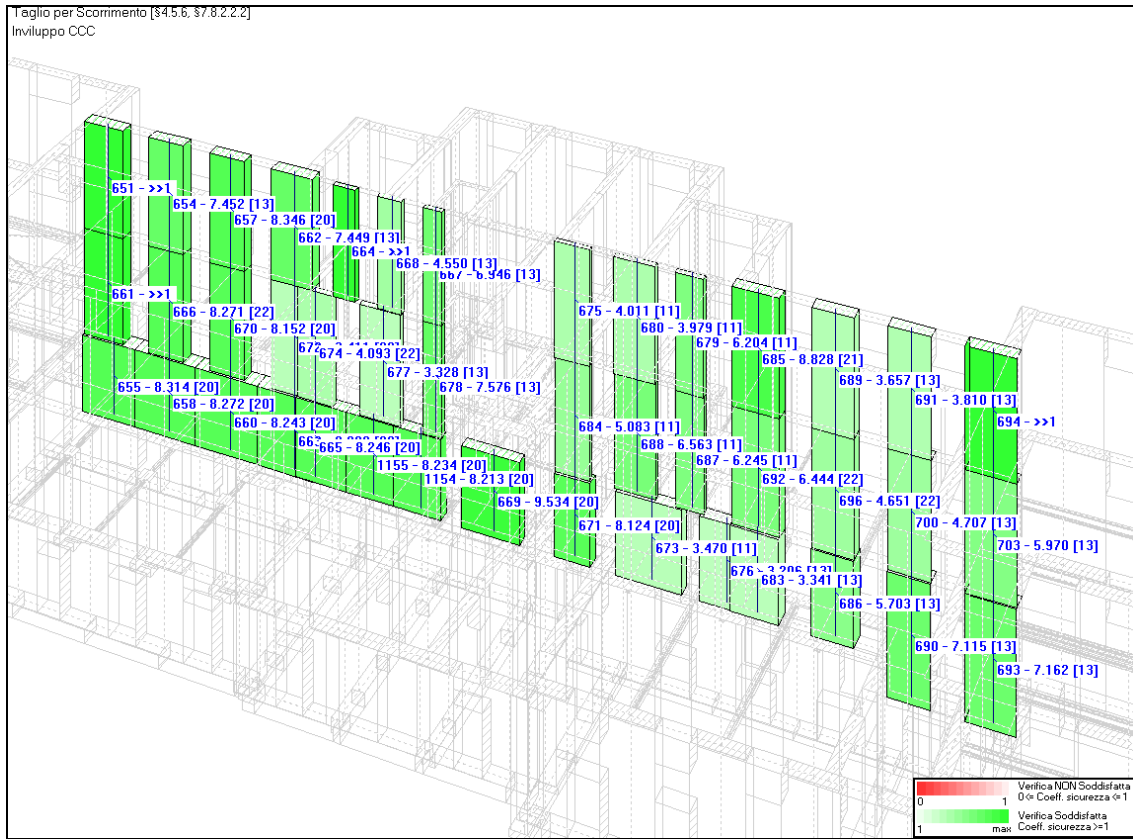 Taglio per Scorrimento [§4.5.6, §7.8.2.2.2]
Inviluppo CCC
651 - >>1
654 - 7.452 [13]
657 - 8.346 [20]
662 - 7.449 [13]
664 - >>1
668 - 4.550 [13]
667 - 6.946 [13]
661 - >>1
666 - 8.271 [22]
670 - 8.152 [20]
674 - 4.093 [22]
677 - 3.328 [13]
678 - 7.576 [13]
655 - 8.314 [20]
658 - 8.272 [20]
660 - 8.243 [20]
665 - 8.246 [20]
1155 - 8.234 [20]
1154 - 8.213 [20]
669 - 9.534 [20]
675 - 4.011 [11]
680 - 3.979 [11]
679 - 6.204 [11]
685 - 8.828 [21]
689 - 3.657 [13]
691 - 3.810 [13]
694 - >>1
684 - 5.083 [11]
688 - 6.563 [11]
687 - 6.245 [11]
692 - 6.444 [22]
696 - 4.651 [22]
700 - 4.707 [13]
703 - 5.970 [13]
671 - 8.124 [20]
673 - 3.470 [11]
683 - 3.341 [13]
686 - 5.703 [13]
690 - 7.115 [13]
693 - 7.162 [13]
Verifica NON Soddisfatta
0<= Coeff. sicurezza <=1
0 1
Verifica Soddisfatta
Coeff. sicurezza >=1
1 max